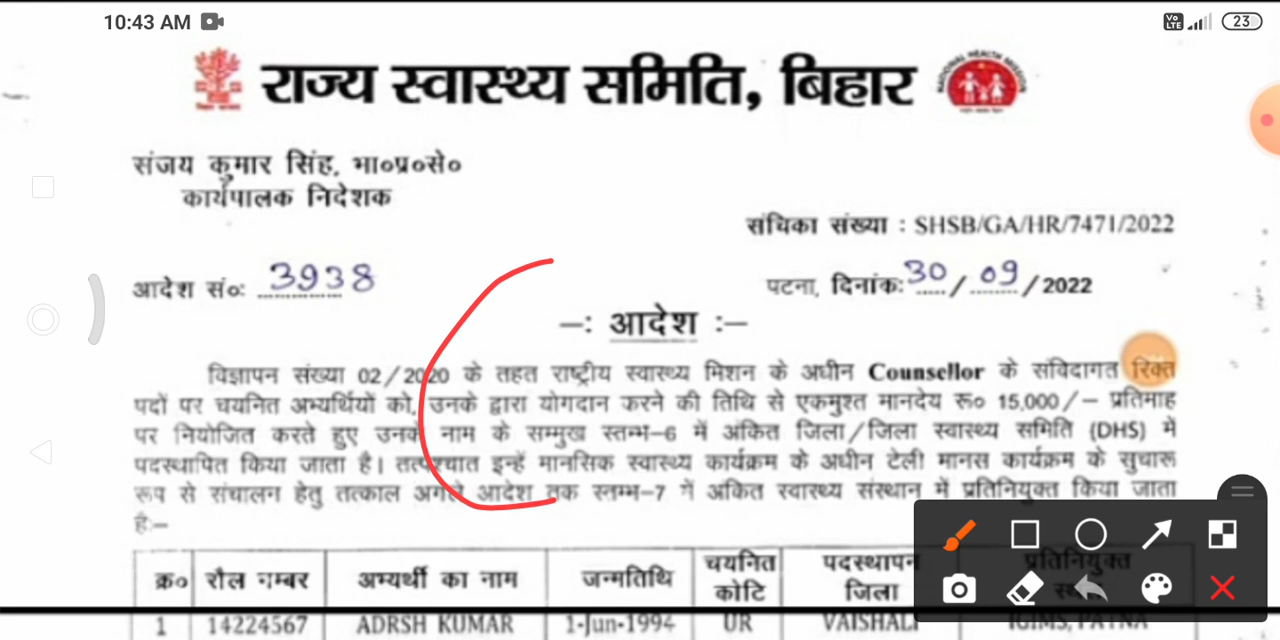 10:43 AM
Vo LTE 23
राज्य स्वास्थ्य समिति, बिहार
NATIONAL HEALTH MISSION
संजय कुमार सिंह, भा०प्र०से०
कार्यपालक निदेशक
संचिका संख्या : SHSB/GA/HR/7471/2022
आदेश सं०: 3938
पटना, दिनांक: 30/09/2022
–: आदेश :–
विज्ञापन संख्या 02/2020 के तहत राष्ट्रीय स्वास्थ्य मिशन के अधीन Counsellor के संविदागत रिक्त
पदों पर चयनित अभ्यर्थियों को, उनके द्वारा योगदान करने की तिथि से एकमुश्त मानदेय रू० 15,000/– प्रतिमाह
पर नियोजित करते हुए उनके नाम के सम्मुख स्तम्भ–6 में अंकित जिला/जिला स्वास्थ्य समिति (DHS) में
पदस्थापित किया जाता है। तत्पश्चात इन्हें मानसिक स्वास्थ्य कार्यक्रम के अधीन टेली मानस कार्यक्रम के सुचारू
रूप से संचालन हेतु तत्काल अगले आदेश तक स्तम्भ–7 में अंकित स्वास्थ्य संस्थान में प्रतिनियुक्त किया जाता
है:–
क्र० रौल नम्बर अभ्यर्थी का नाम जन्मतिथि चयनित कोटि पदस्थापन जिला प्रतिनियुक्त
1 14224567 ADRSH KUMAR 1-Jun-1994 UR VAISHALI IGIMS, PATNA